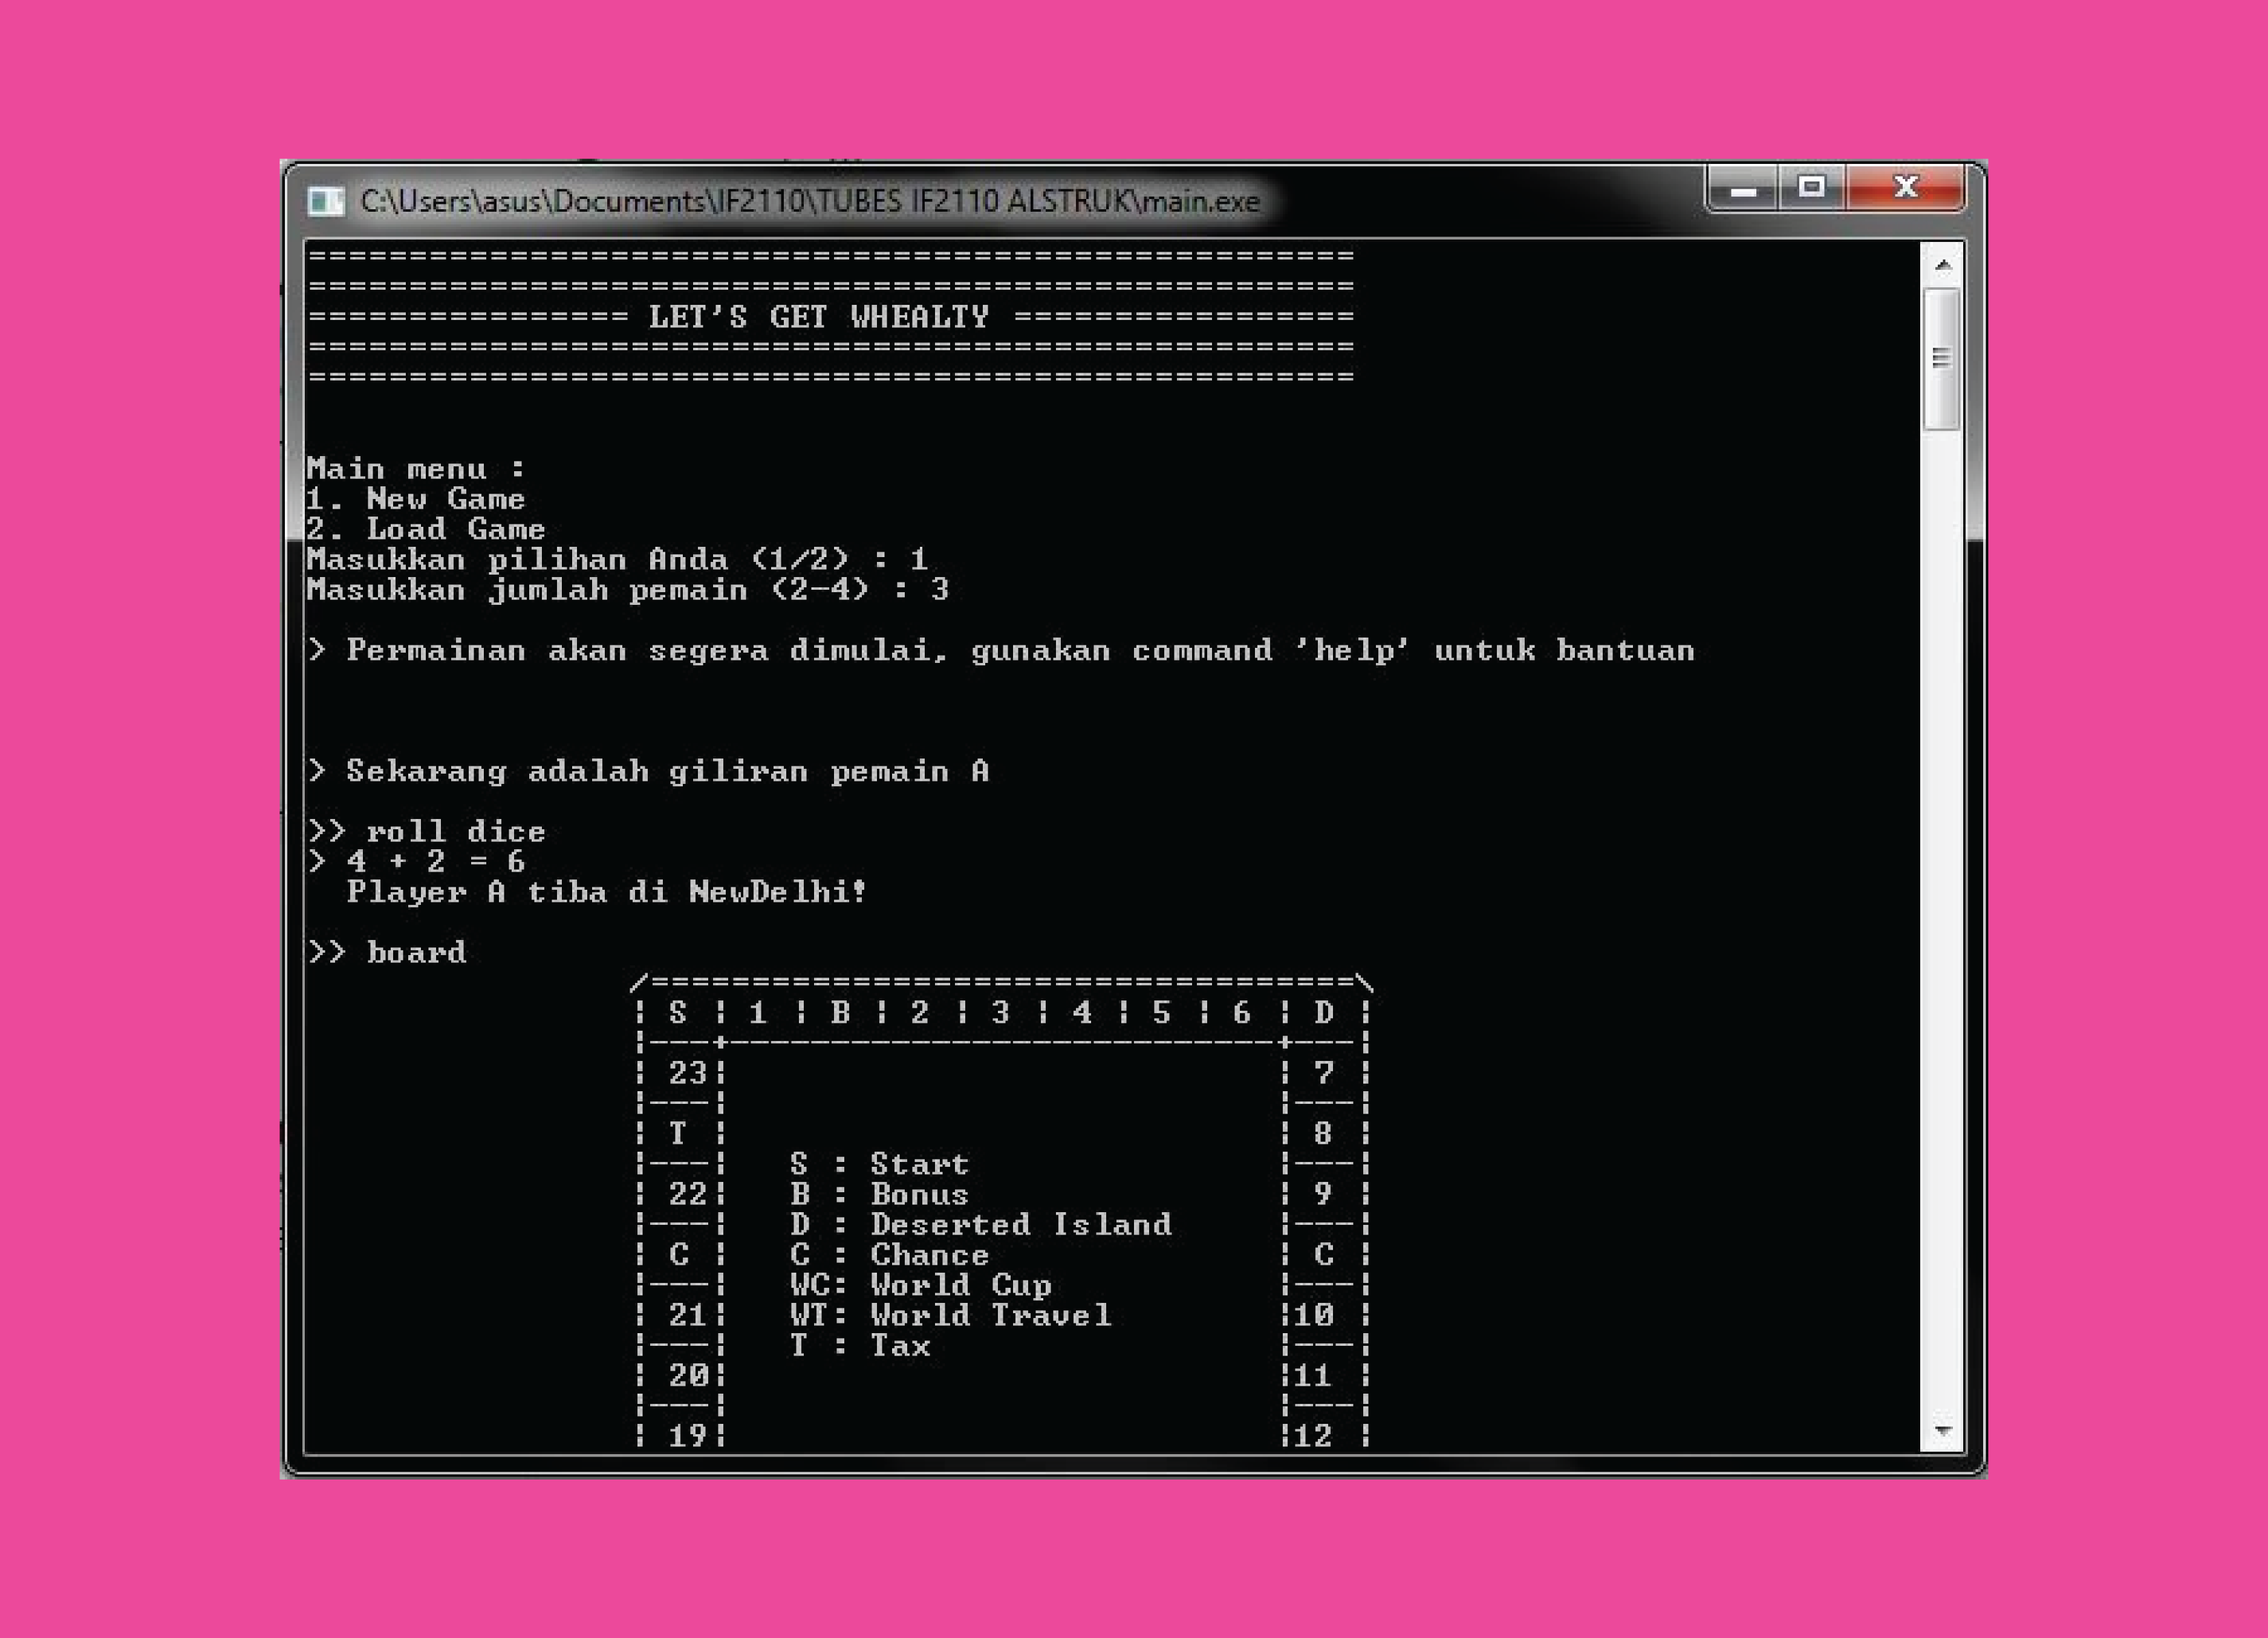 C:\Users\asus\Documents\IF2110\TUBES IF2110 ALSTRUK\main.exe
====================================================
====================================================
================ LET'S GET WHEALTY =================
====================================================
====================================================
Main menu :
1. New Game
2. Load Game
Masukkan pilihan Anda (1/2) : 1
Masukkan jumlah pemain (2-4) : 3
> Permainan akan segera dimulai, gunakan command 'help' untuk bantuan
> Sekarang adalah giliran pemain A
>> roll dice
> 4 + 2 = 6
  Player A tiba di NewDelhi!
>> board
/===================================\
| S | 1 | B | 2 | 3 | 4 | 5 | 6 | D |
|---+---------------------------+---|
| 23|                           | 7 |
|---|                           |---|
| T |                           | 8 |
|---|   S : Start               |---|
| 22|   B : Bonus               | 9 |
|---|   D : Deserted Island     |---|
| C |   C : Chance              | C |
|---|   WC: World Cup           |---|
| 21|   WT: World Travel        |10 |
|---|   T : Tax                 |---|
| 20|                           |11 |
|---|                           |---|
| 19|                           |12 |